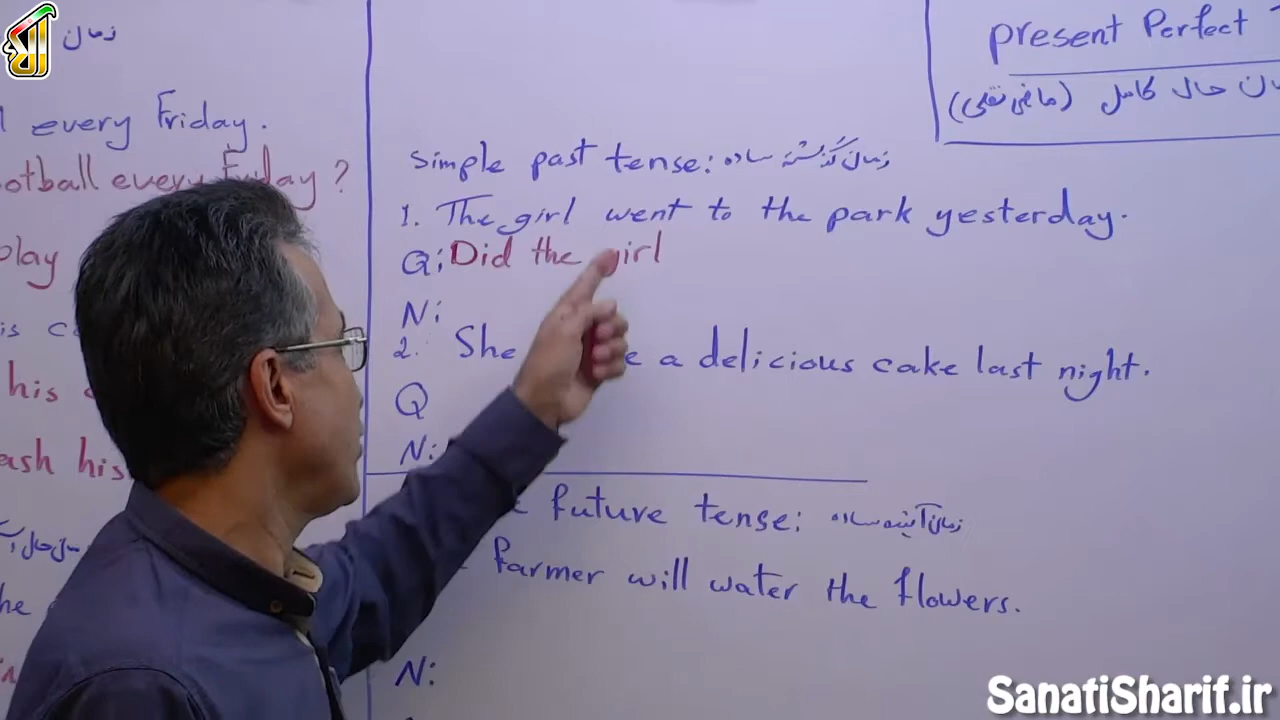 زمان
every Friday.
ootball every Friday ?
play
his
ash his
he
present Perfect
زمان حال کامل (ماضی نقلی)
simple past tense: زمان گذشته ساده
1. The girl went to the park yesterday.
Q: Did the girl
N:
2. She a delicious cake last night.
Q
N:
future tense: زمان آینده ساده
farmer will water the flowers.
N:
SanatiSharif.ir